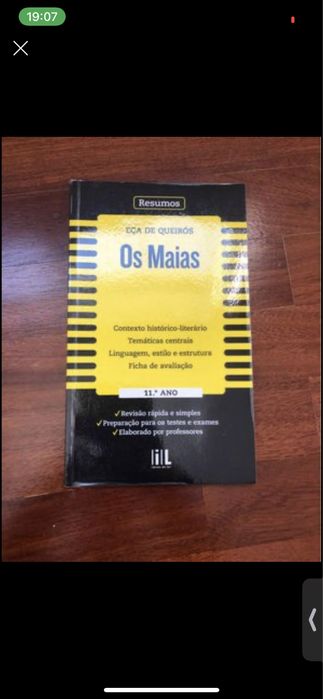 19:07
Resumos
EÇA DE QUEIRÓS
Os Maias
Contexto histórico-literário
Temáticas centrais
Linguagem, estilo e estrutura
Ficha de avaliação
11.º ANO
✓Revisão rápida e simples
✓Preparação para os testes e exames
✓Elaborado por professores